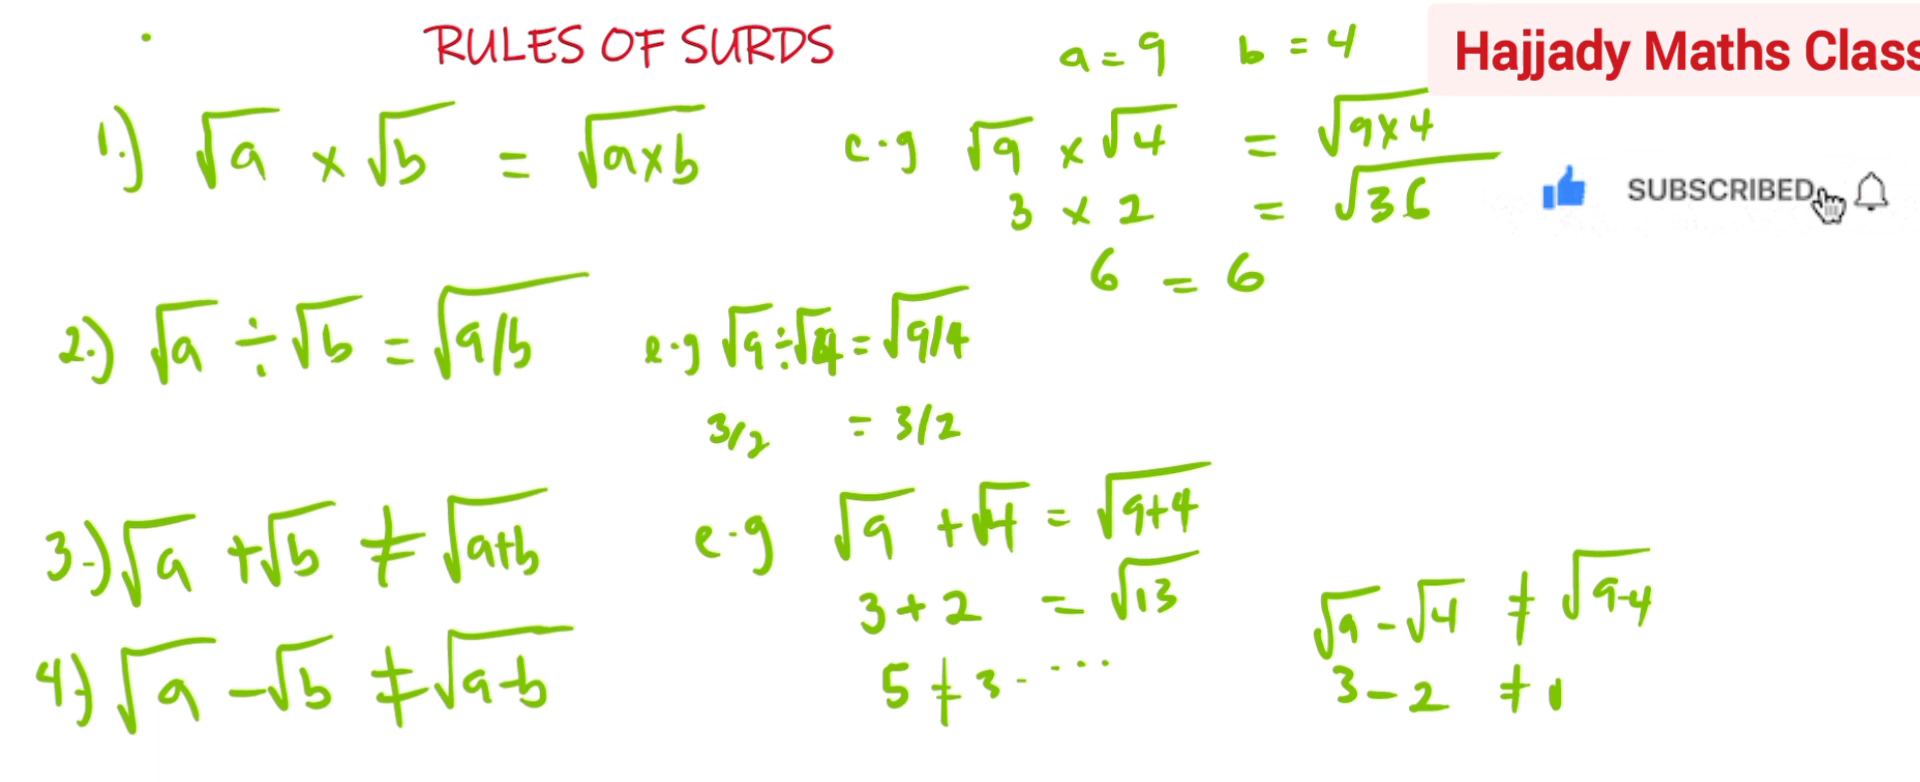 RULES OF SURDS
a = 9 b = 4
Hajjady Maths Class
1.) √a × √b = √a×b
e.g √9 × √4 = √9×4
3 × 2 = √36
6 = 6
SUBSCRIBED
2.) √a ÷ √b = √a/b
e.g √9 ÷ √4 = √9/4
3/2 = 3/2
3.) √a + √b ≠ √a+b
e.g √9 + √4 = √9+4
3 + 2 = √13
5 ≠ 3. ....
4.) √a - √b ≠ √a-b
√9 - √4 ≠ √9-4
3 - 2 ≠